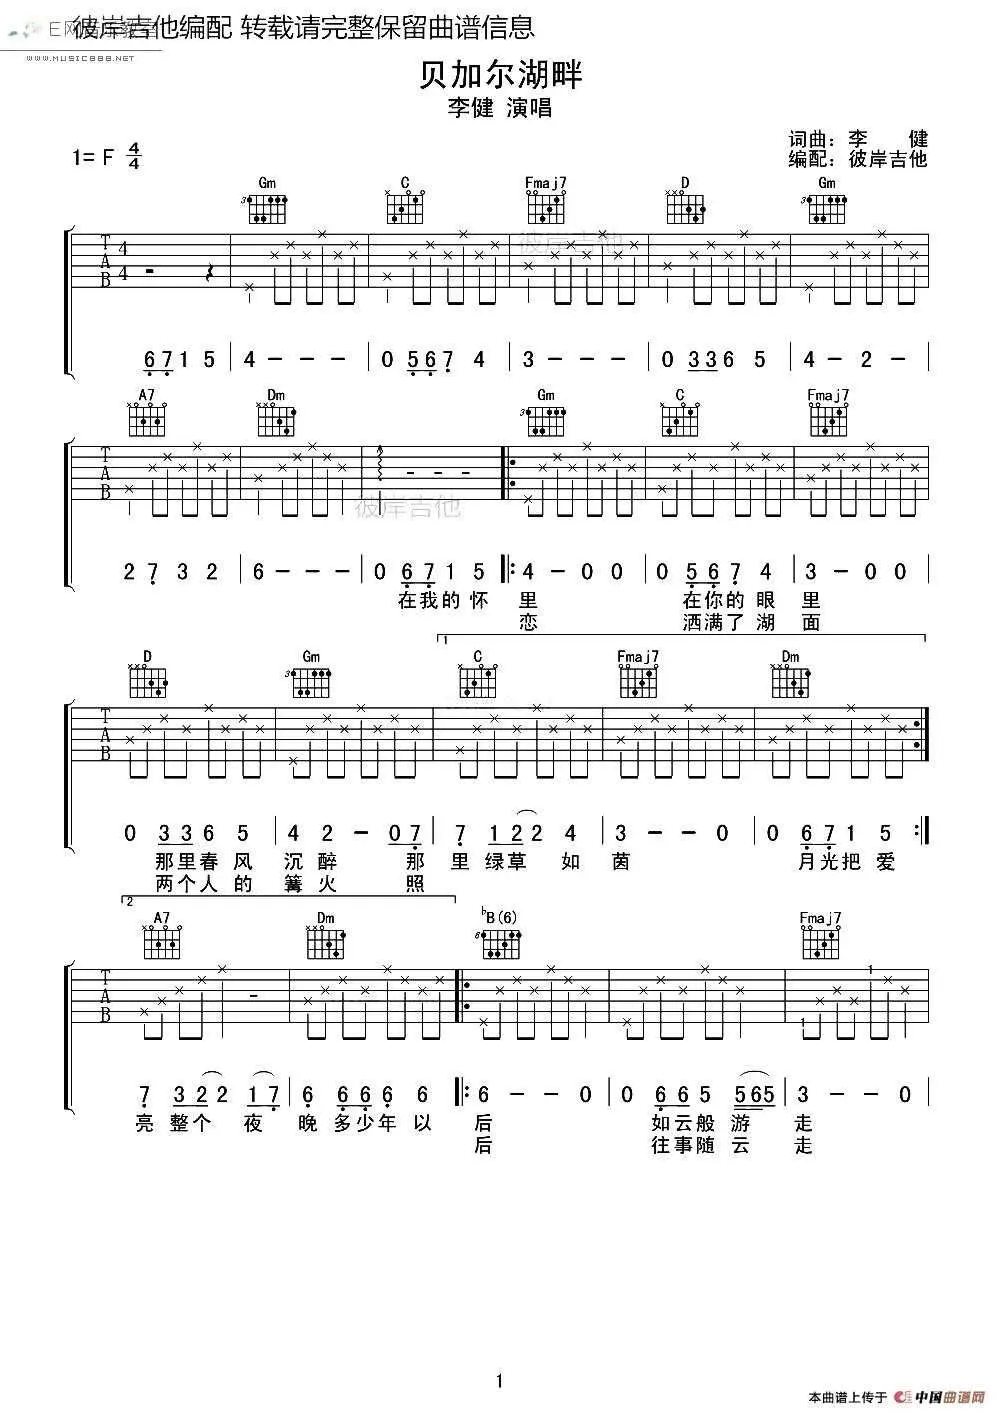 彼岸吉他编配 转载请完整保留曲谱信息
WWW.MUSIC888.NET
贝加尔湖畔
李健 演唱
1= F 4/4
词曲: 李 健
编配: 彼岸吉他
Gm C Fmaj7 D Gm
彼岸吉他
T A B 4/4
6 7 1 5 | 4 - - - | 0 5 6 7 4 | 3 - - - | 0 3 3 6 5 | 4 - 2 -
A7 Dm Gm C Fmaj7
T A B
彼岸吉他
2 7 3 2 | 6 - - - | 0 6 7 1 5 |: 4 - 0 0 | 0 5 6 7 4 | 3 - 0 0 |
在我的怀 里 在你的眼 里
恋 洒满了湖 面
1
D Gm C Fmaj7 Dm
T A B
0 3 3 6 5 | 4 2 - 0 7 | 7 1 2 2 4 | 3 - - 0 | 0 6 7 1 5 :|
那里春风 沉醉 那 里 绿草 如 茵 月光把 爱
两个人的 篝火 照
2
A7 Dm ♭B(6) Fmaj7
T A B
7 3 2 2 1 7 | 6 6 6 6 6 |: 6 - - 0 | 0 6 6 5 5 6 5 | 3 - - 0 |
亮 整个 夜 晚 多少年 以 后 如云般 游 走
后 往事随 云 走
1
本曲谱上传于 中国曲谱网